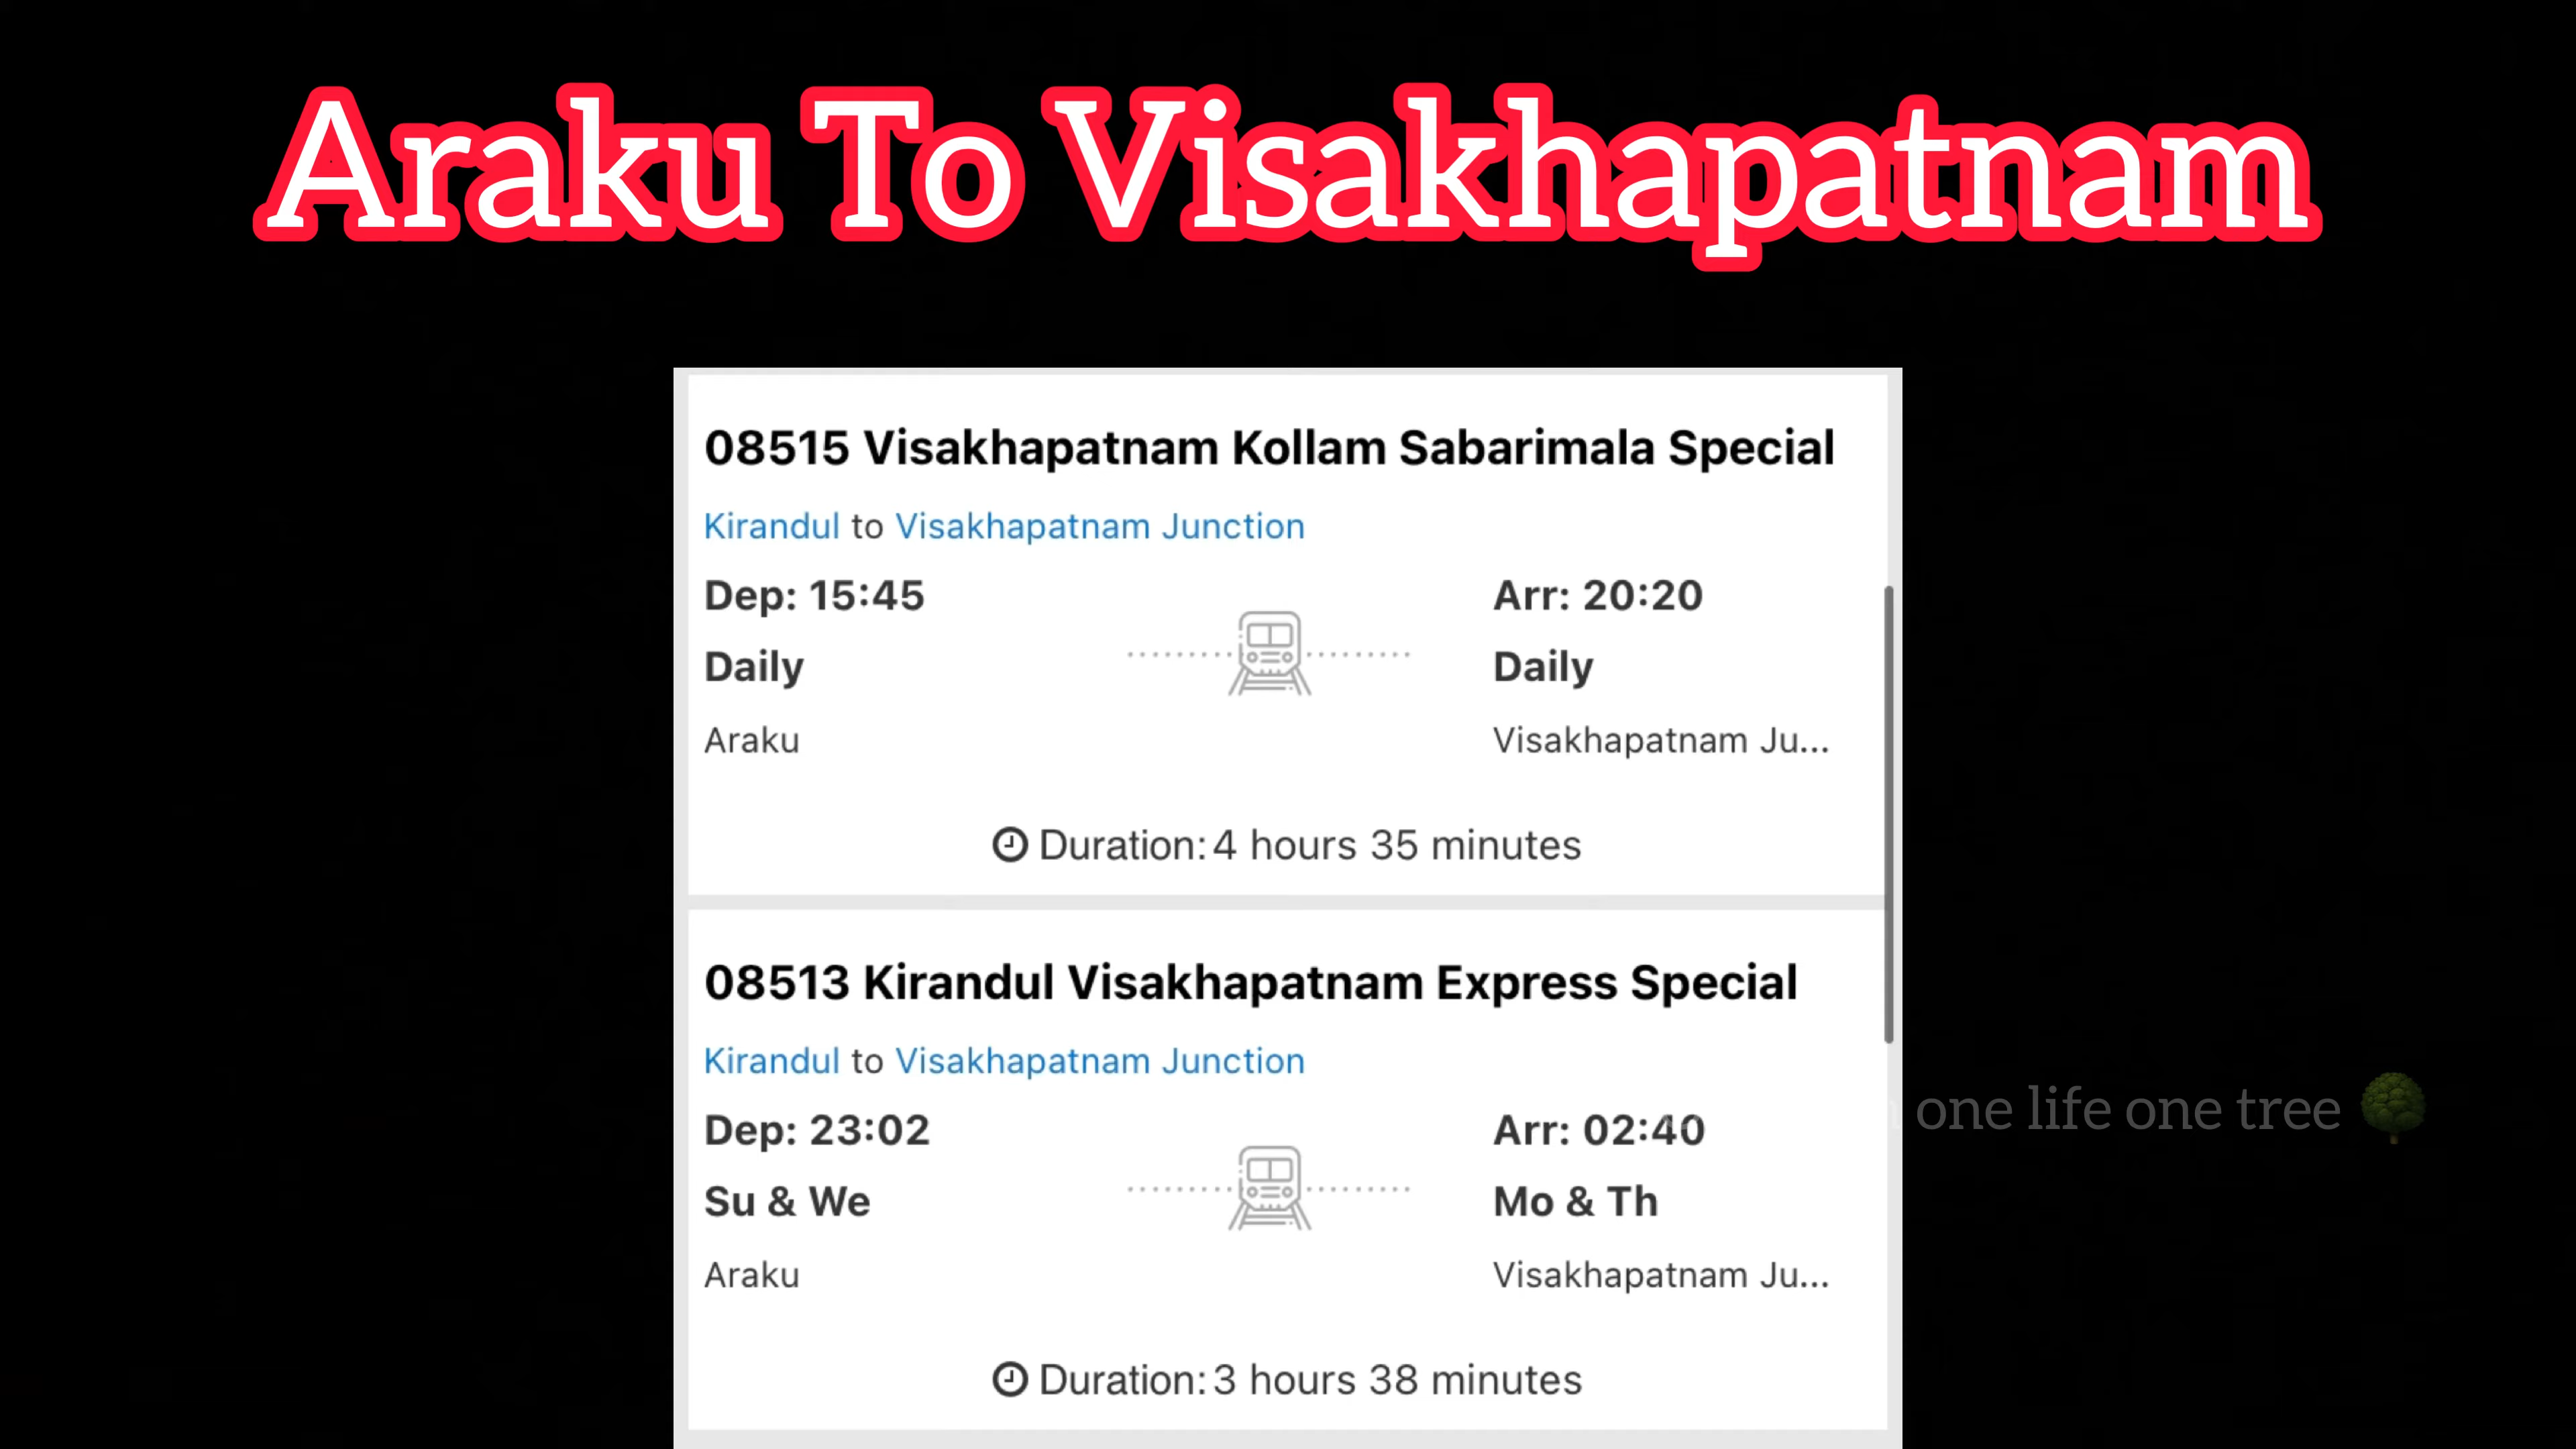 Araku To Visakhapatnam
08515 Visakhapatnam Kollam Sabarimala Special
Kirandul to Visakhapatnam Junction
Dep: 15:45 Arr: 20:20
Daily Daily
Araku Visakhapatnam Ju...
Duration: 4 hours 35 minutes
08513 Kirandul Visakhapatnam Express Special
Kirandul to Visakhapatnam Junction
one life one tree
Dep: 23:02 Arr: 02:40
Su & We Mo & Th
Araku Visakhapatnam Ju...
Duration: 3 hours 38 minutes